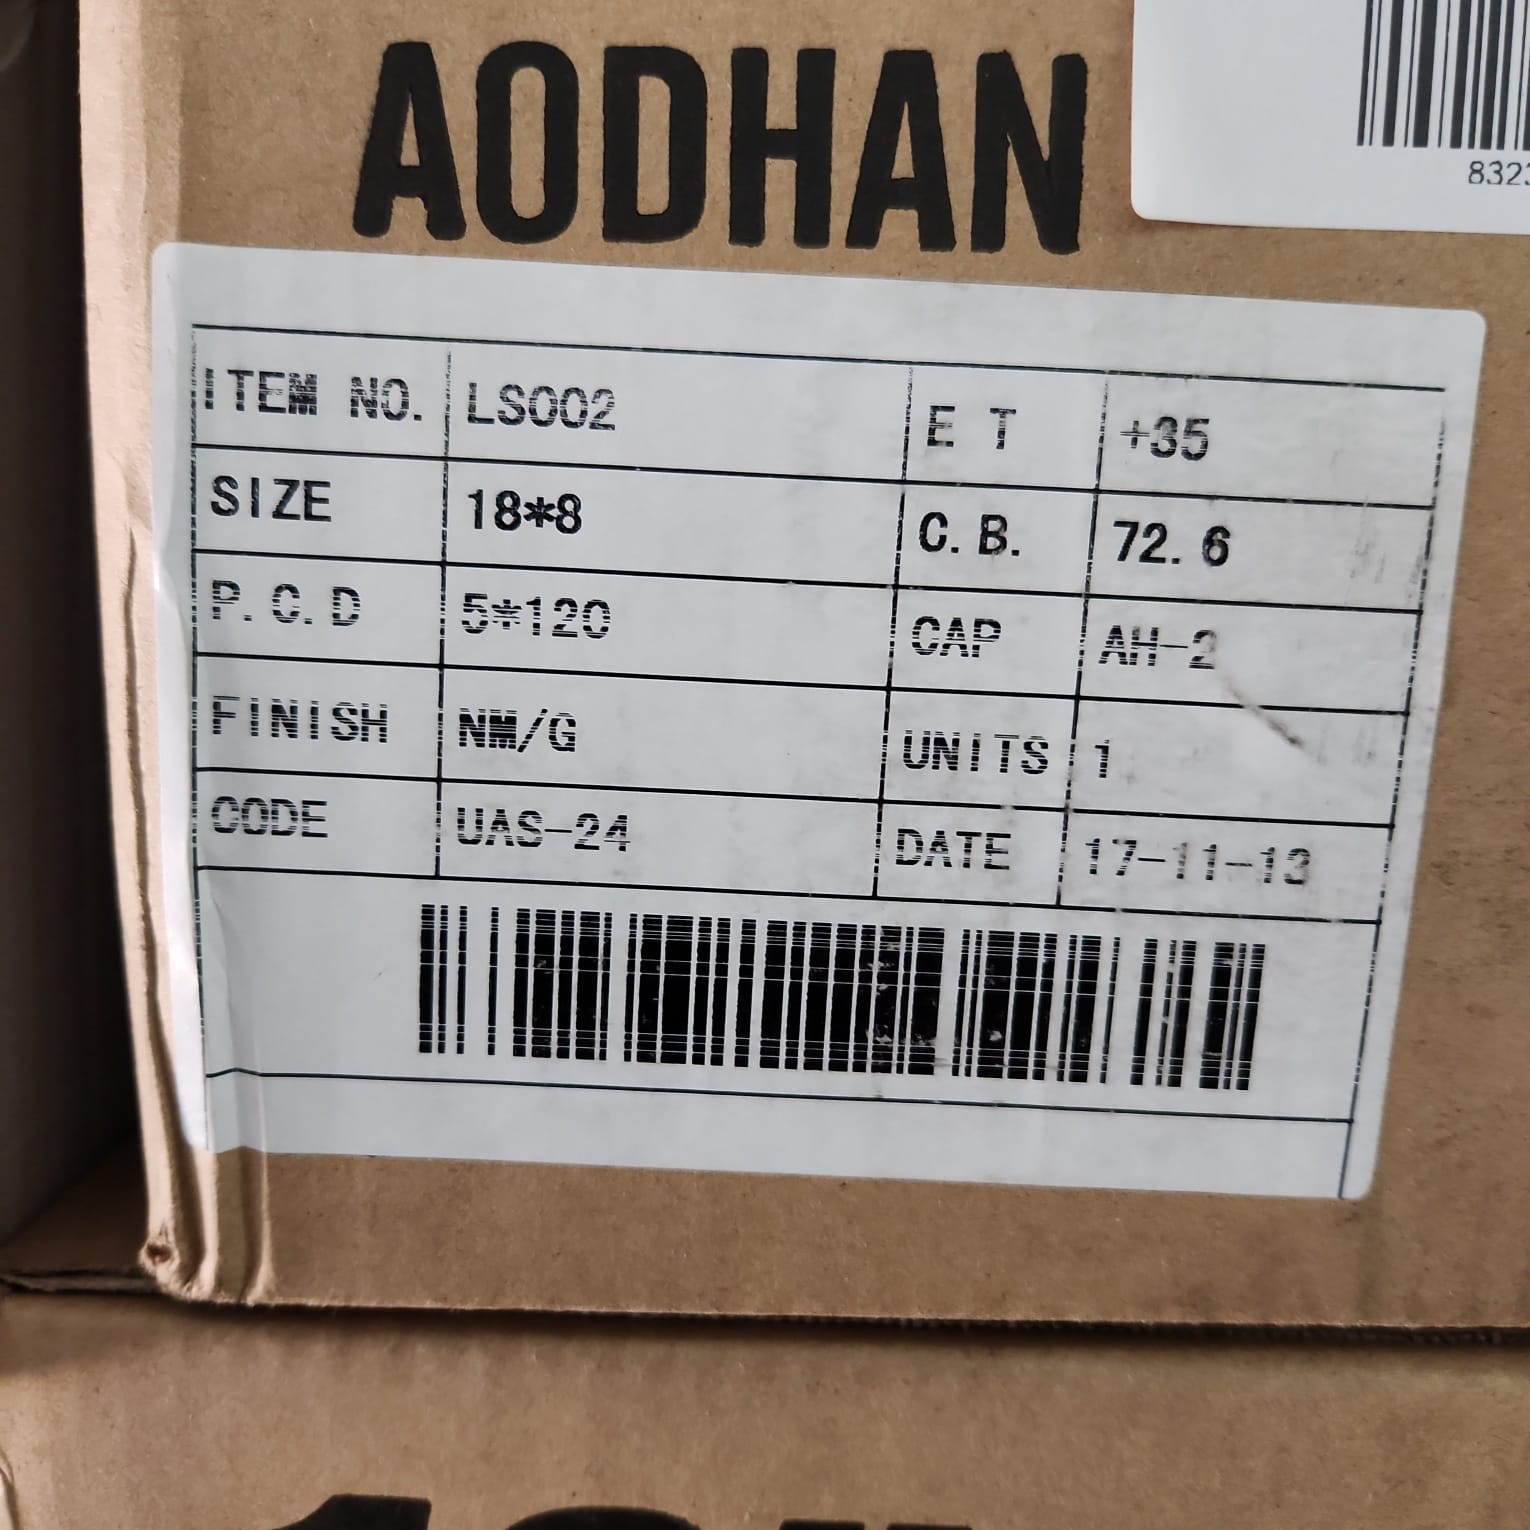 AODHAN
ITEM NO. LS002 E T +35
SIZE 18*8 C.B. 72.6
P.C.D 5*120 CAP AH-2
FINISH NM/G UNITS 1
CODE UAS-24 DATE 17-11-13